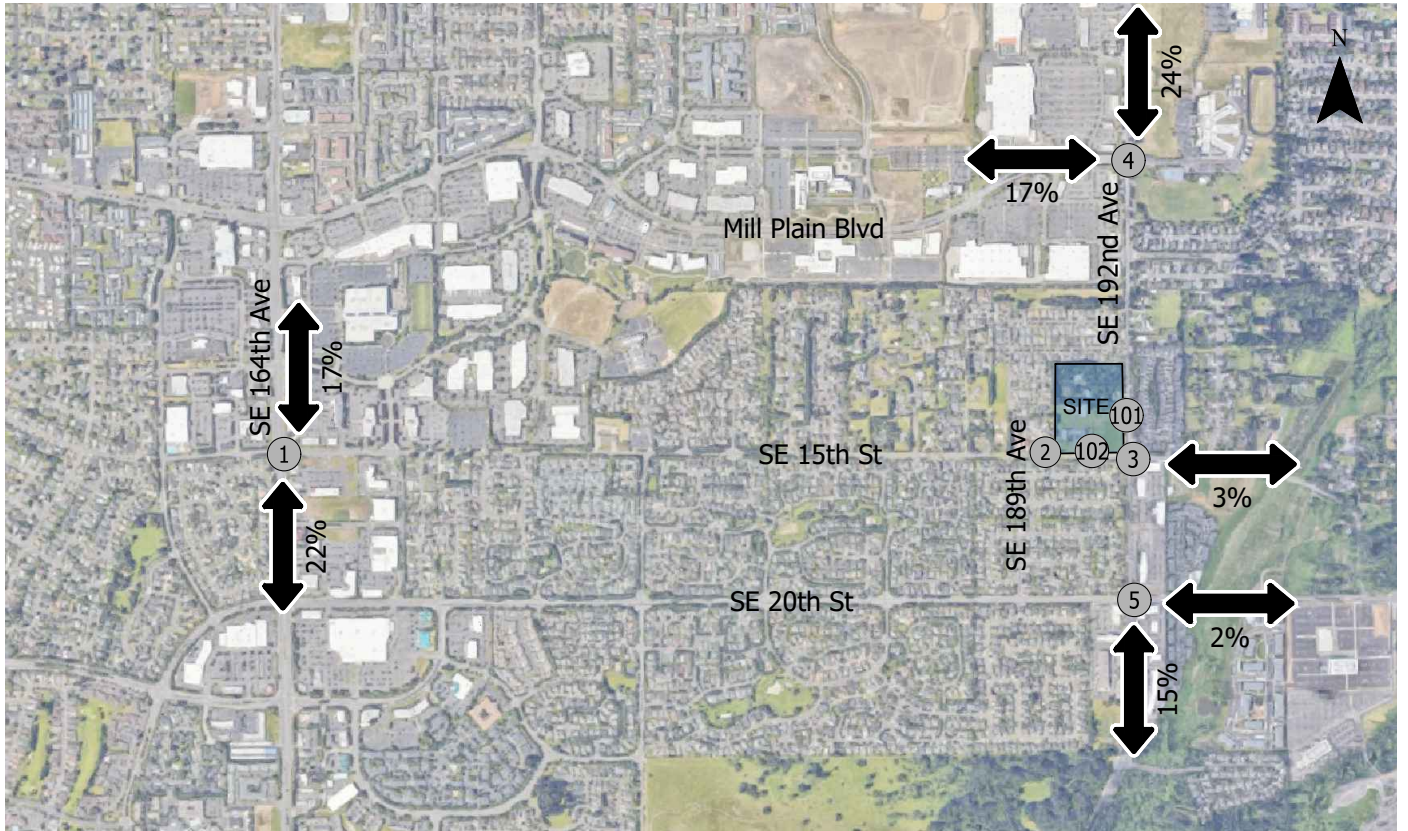 N
24%
4
17%
SE 192nd Ave
Mill Plain Blvd
SE 164th Ave
17%
SITE
101
1
SE 15th St
SE 189th Ave
2
102
3
3%
22%
SE 20th St
5
2%
15%